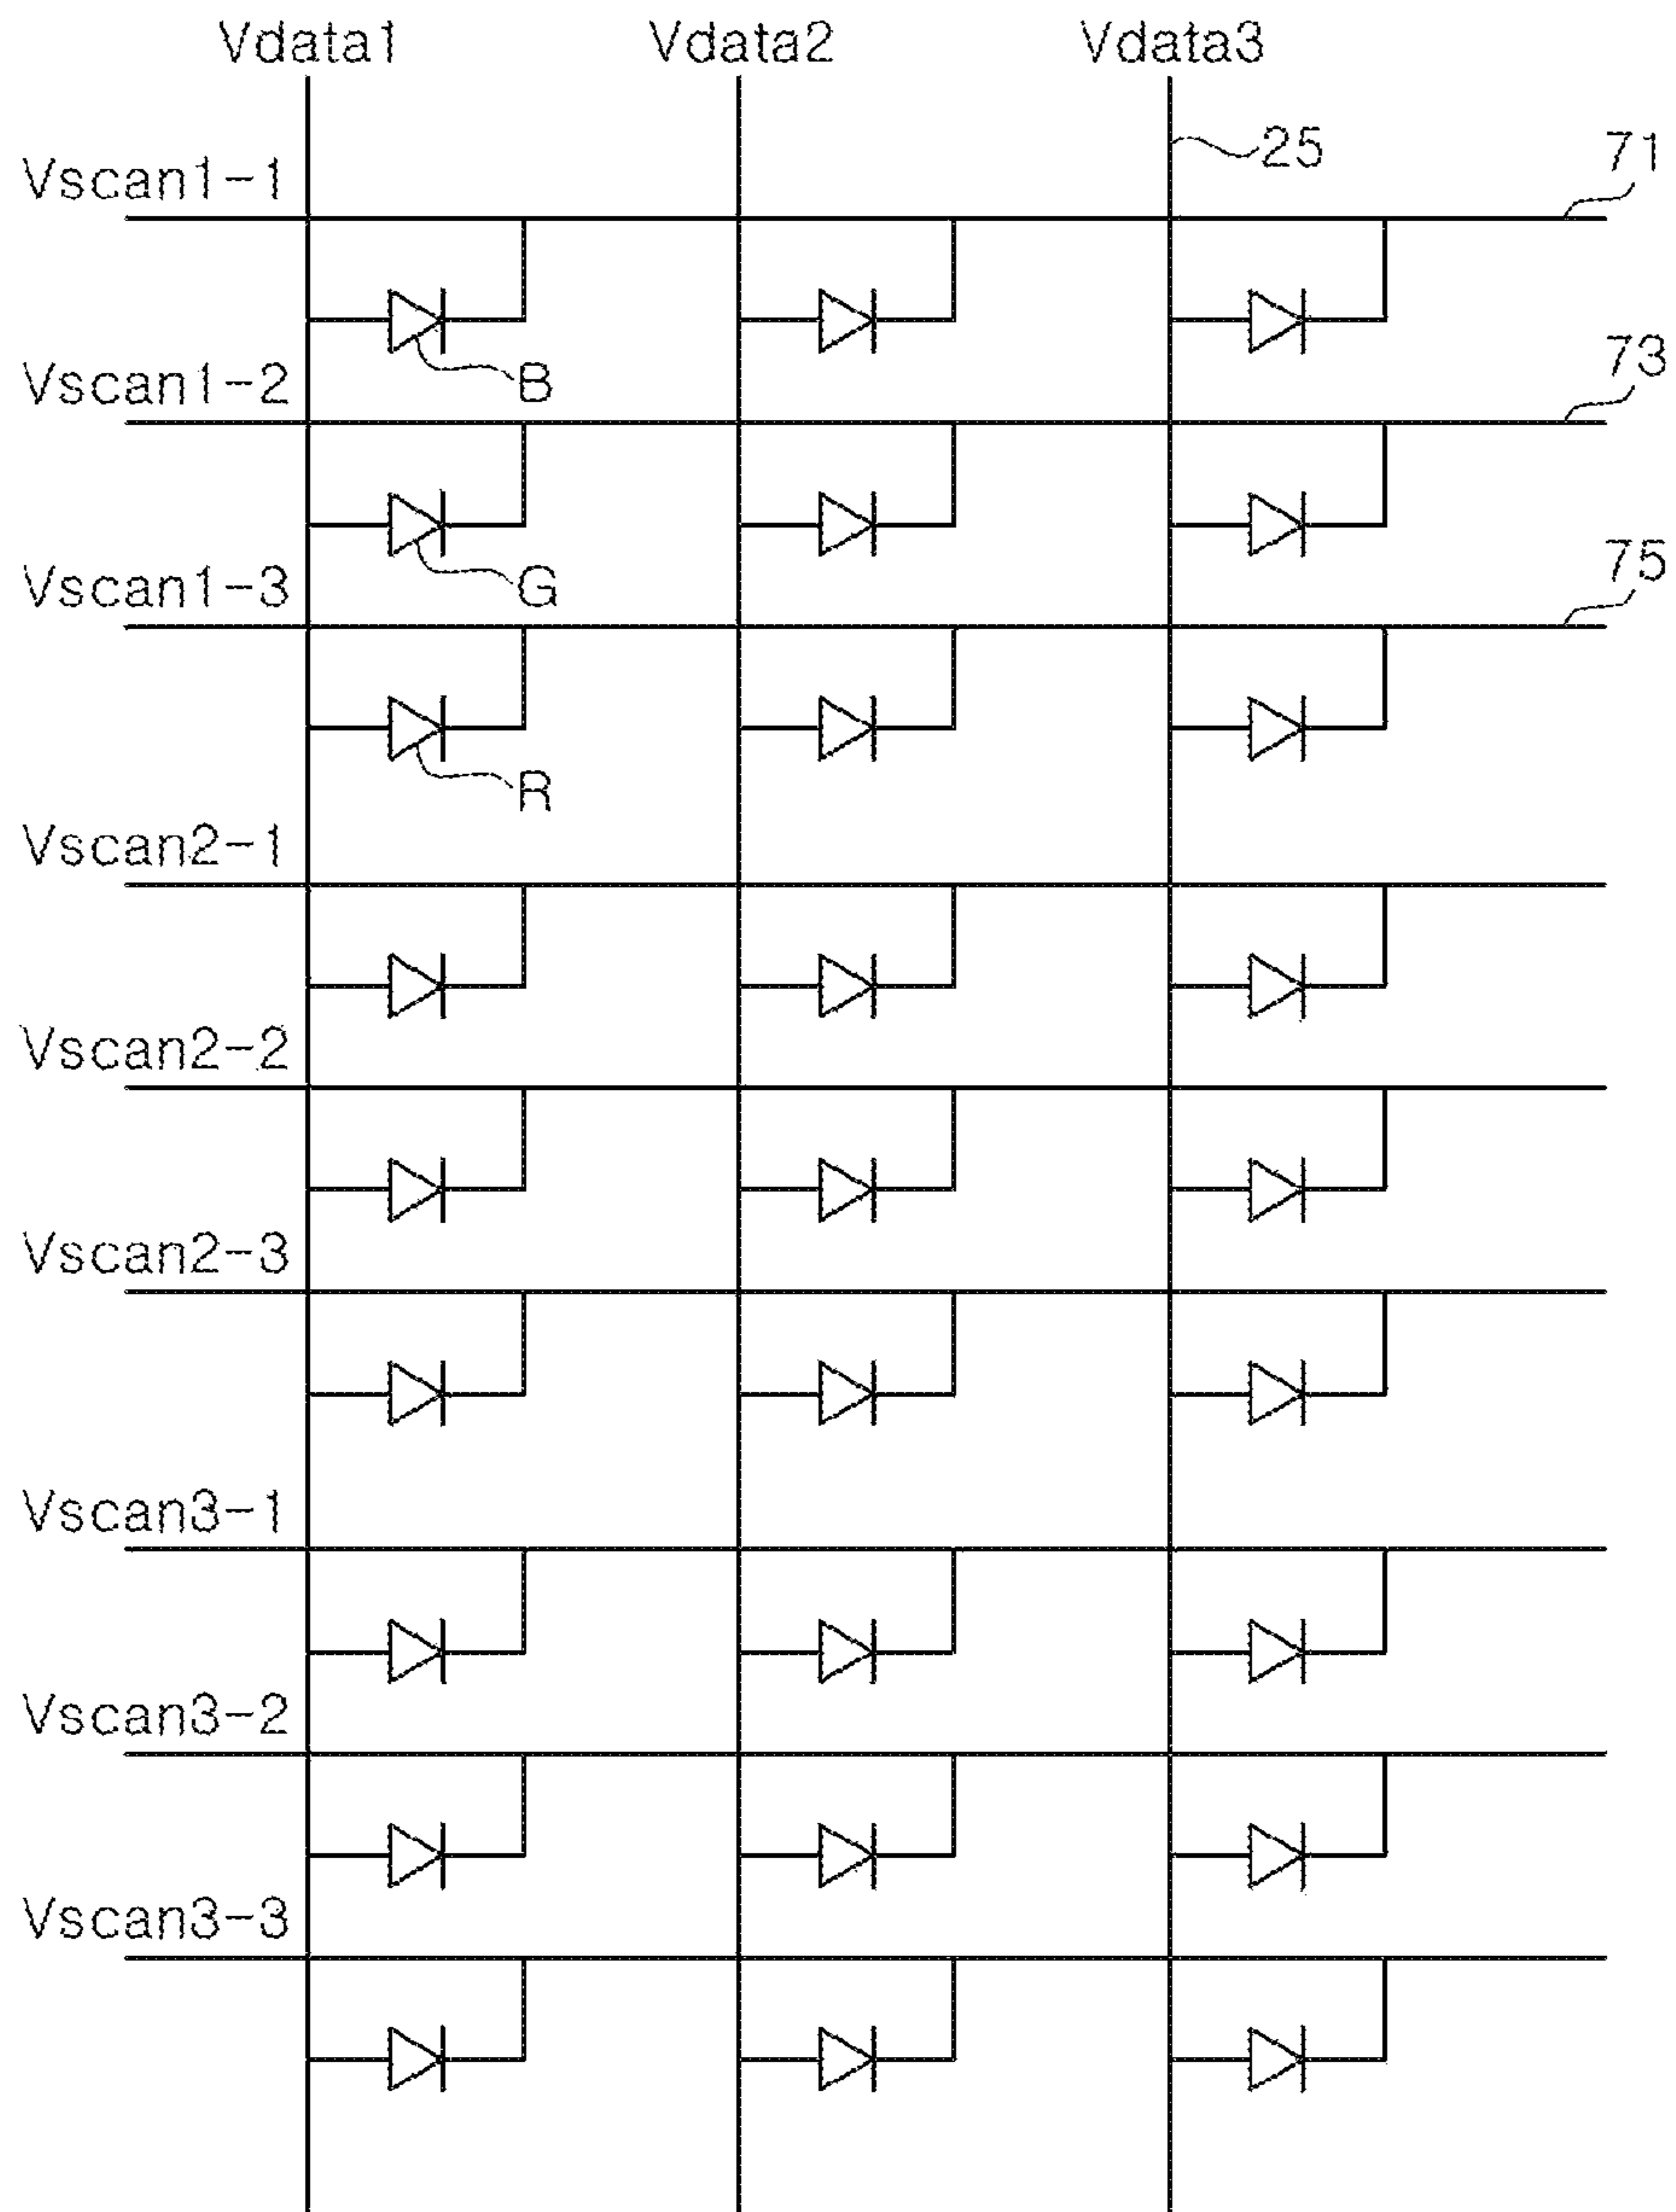 Vdata1 Vdata2 Vdata3
25
71
Vscan1-1
B
73
Vscan1-2
G
75
Vscan1-3
R
Vscan2-1
Vscan2-2
Vscan2-3
Vscan3-1
Vscan3-2
Vscan3-3